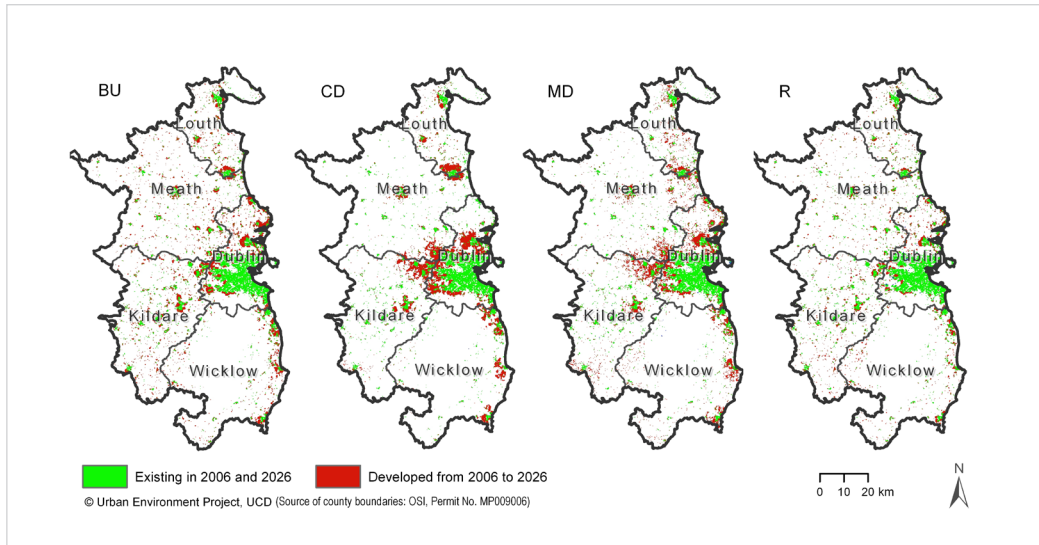 BU
CD
MD
R
Louth
Louth
Louth
Louth
Meath
Meath
Meath
Meath
Dublin
Dublin
Dublin
Dublin
Kildare
Kildare
Kildare
Kildare
Wicklow
Wicklow
Wicklow
Wicklow
Existing in 2006 and 2026
Developed from 2006 to 2026
© Urban Environment Project, UCD (Source of county boundaries: OSI, Permit No. MP009006)
0 10 20 km
N